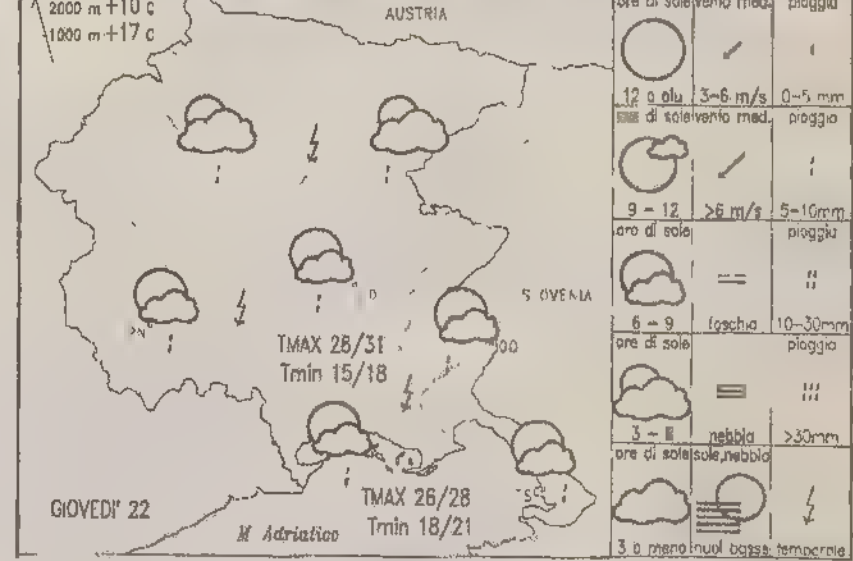 2000 m +10 c
1000 m +17 c
AUSTRIA
TMAX 28/31
Tmin 15/18
TMAX 26/28
Tmin 18/21
GIOVEDI' 22
M Adriatico
ore di sole vento med. pioggia
12 o 3-6 m/s 0-5 mm
di sole vento med. pioggia
9 - 12 >6 m/s 5-10mm
ore di sole pioggia
6 - 9 foschia 10-30mm
ore di sole pioggia
3 - nebbia >30mm
ore di sole sole,nebbia
3 o meno nubi basse temporale